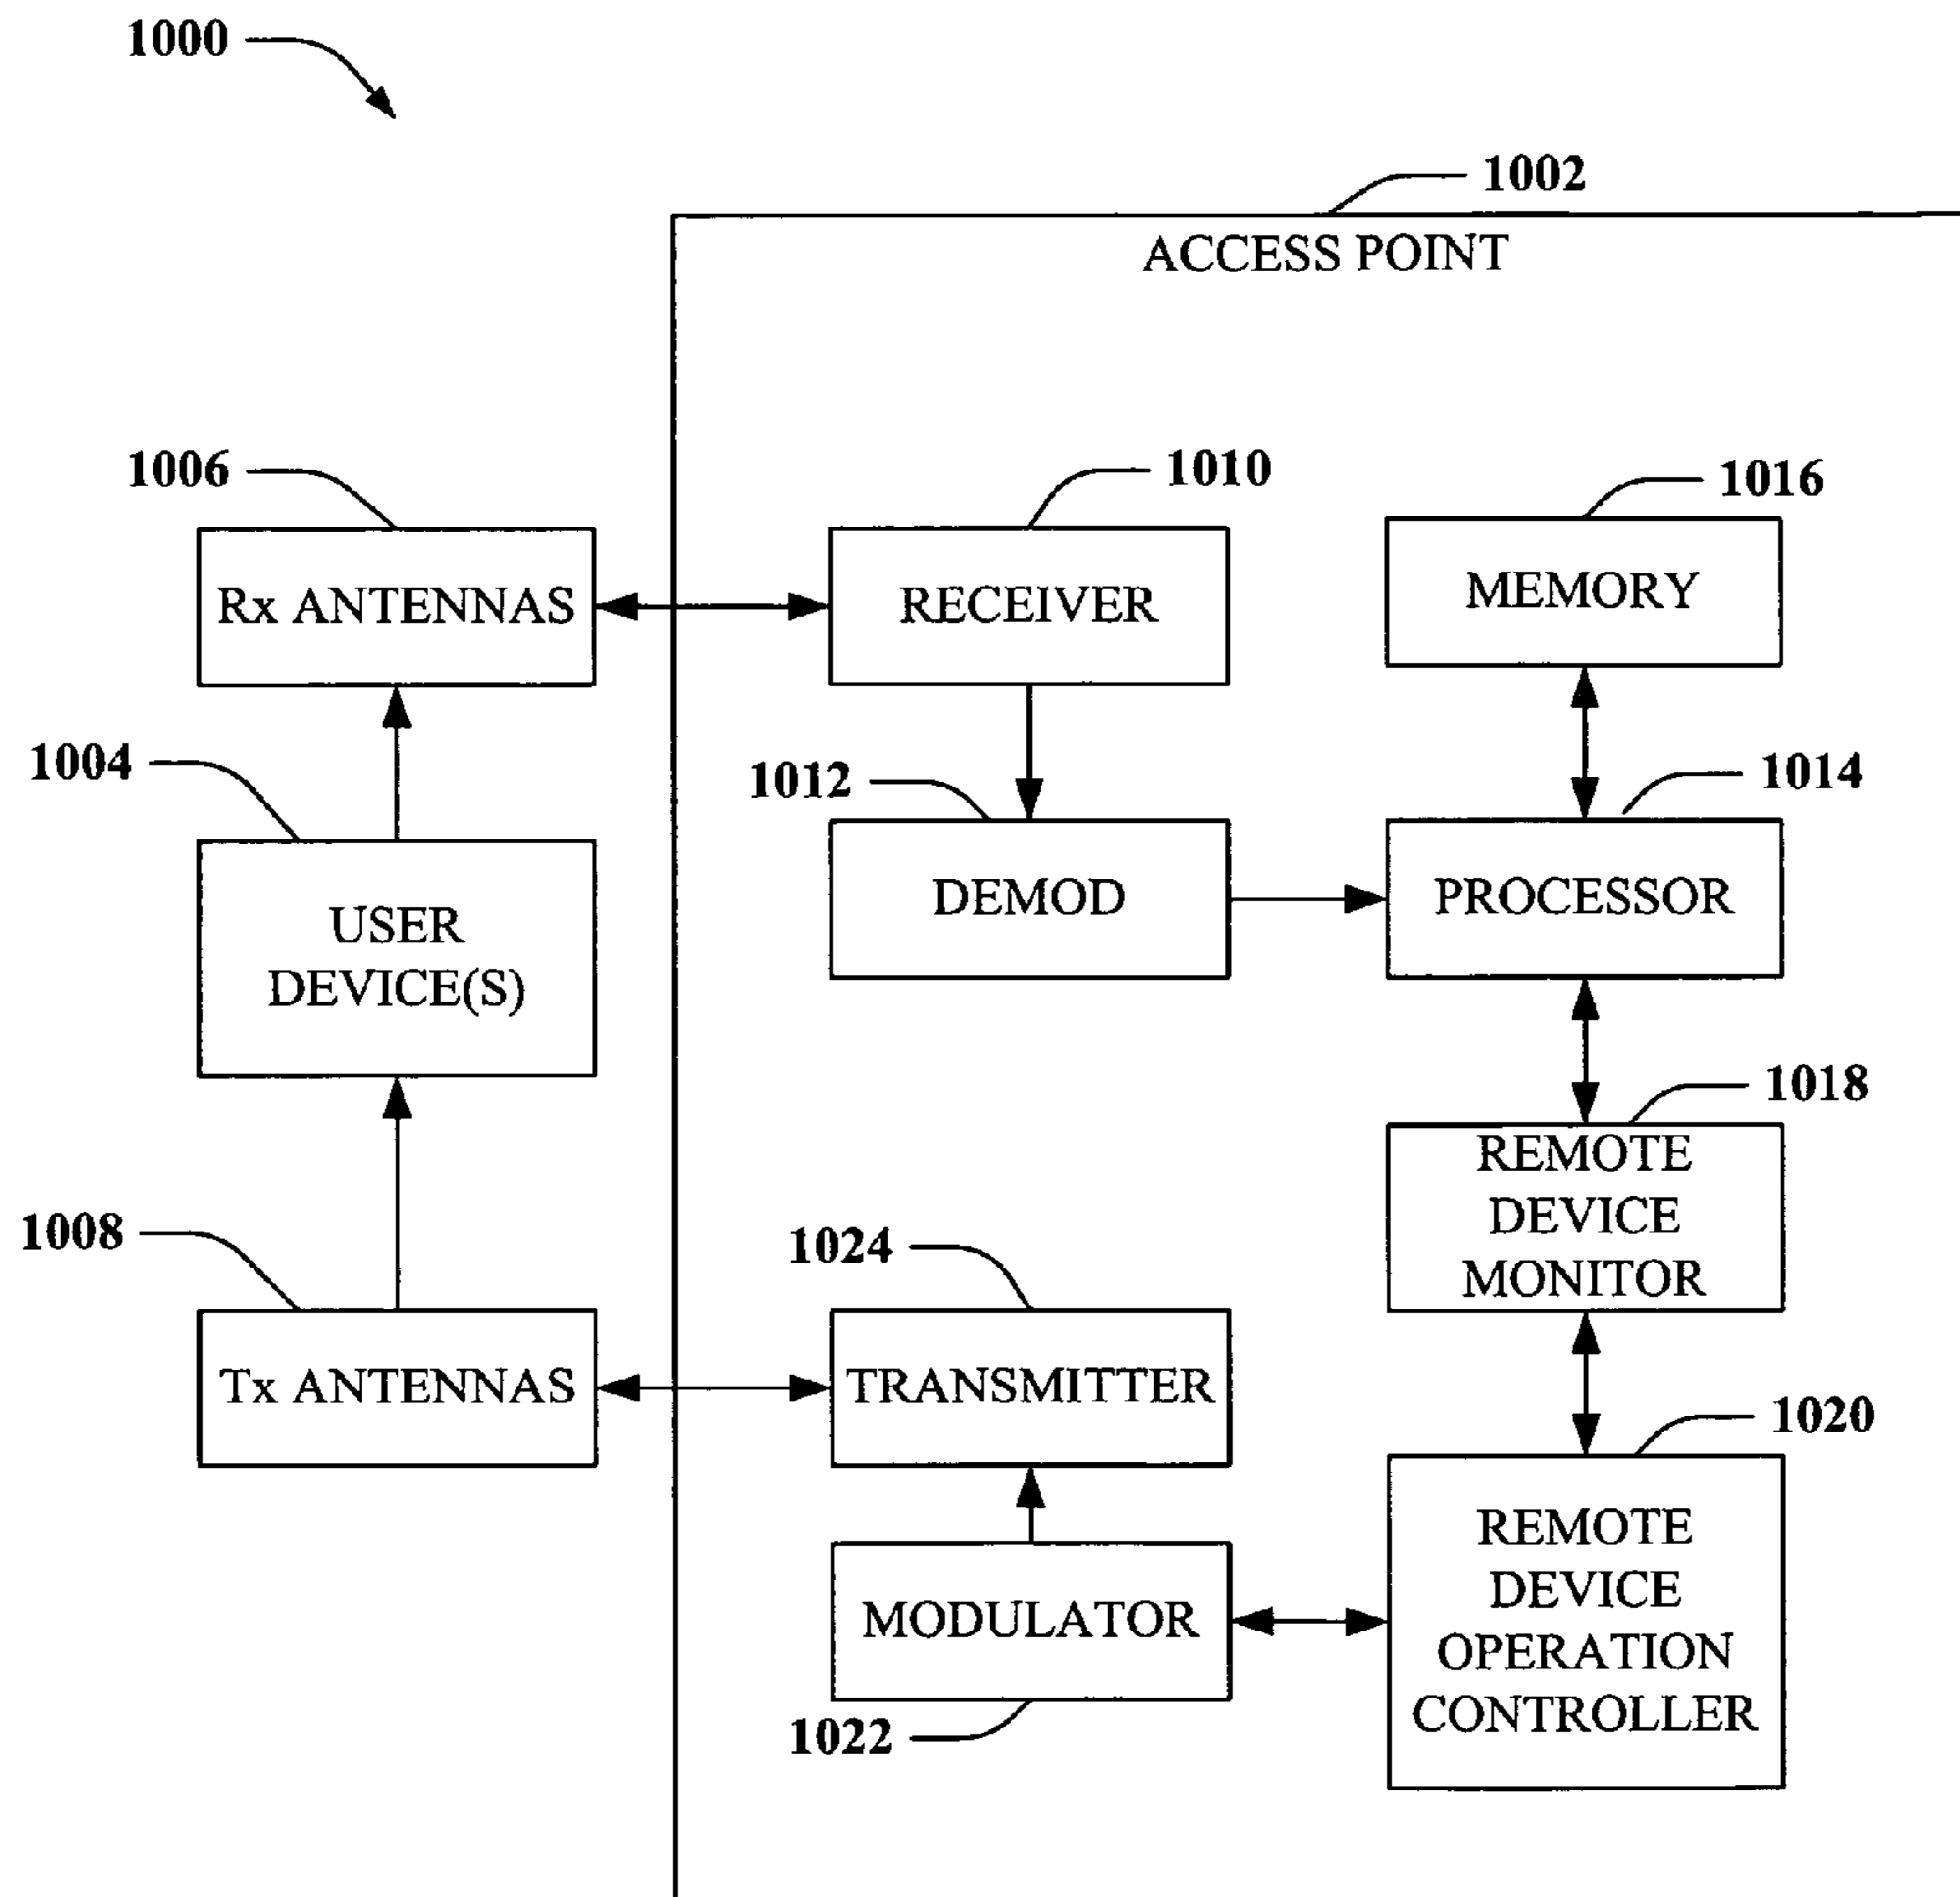 1000
1002
ACCESS POINT
1006
1010
1016
Rx ANTENNAS
RECEIVER
MEMORY
1004
1012
1014
USER
DEVICE(S)
DEMOD
PROCESSOR
1018
REMOTE
DEVICE
MONITOR
1008
1024
Tx ANTENNAS
TRANSMITTER
1020
MODULATOR
REMOTE
DEVICE
OPERATION
CONTROLLER
1022